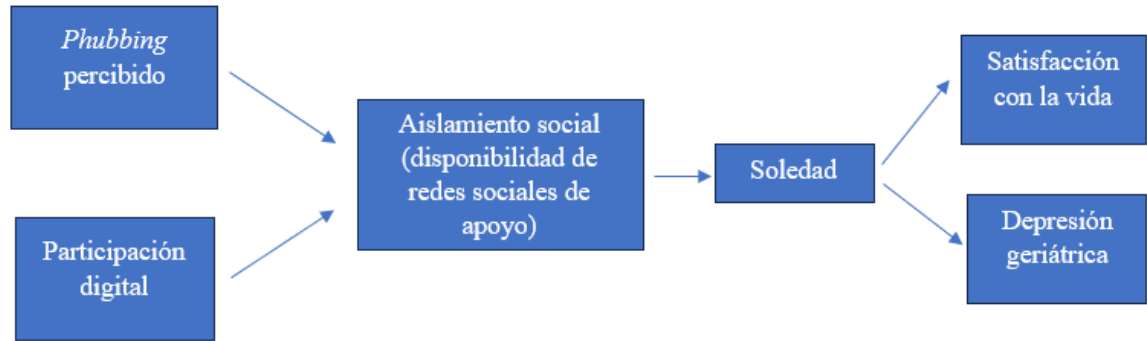 Phubbing
percibido
Participación
digital
Aislamiento social
(disponibilidad de
redes sociales de
apoyo)
Soledad
Satisfacción
con la vida
Depresión
geriátrica